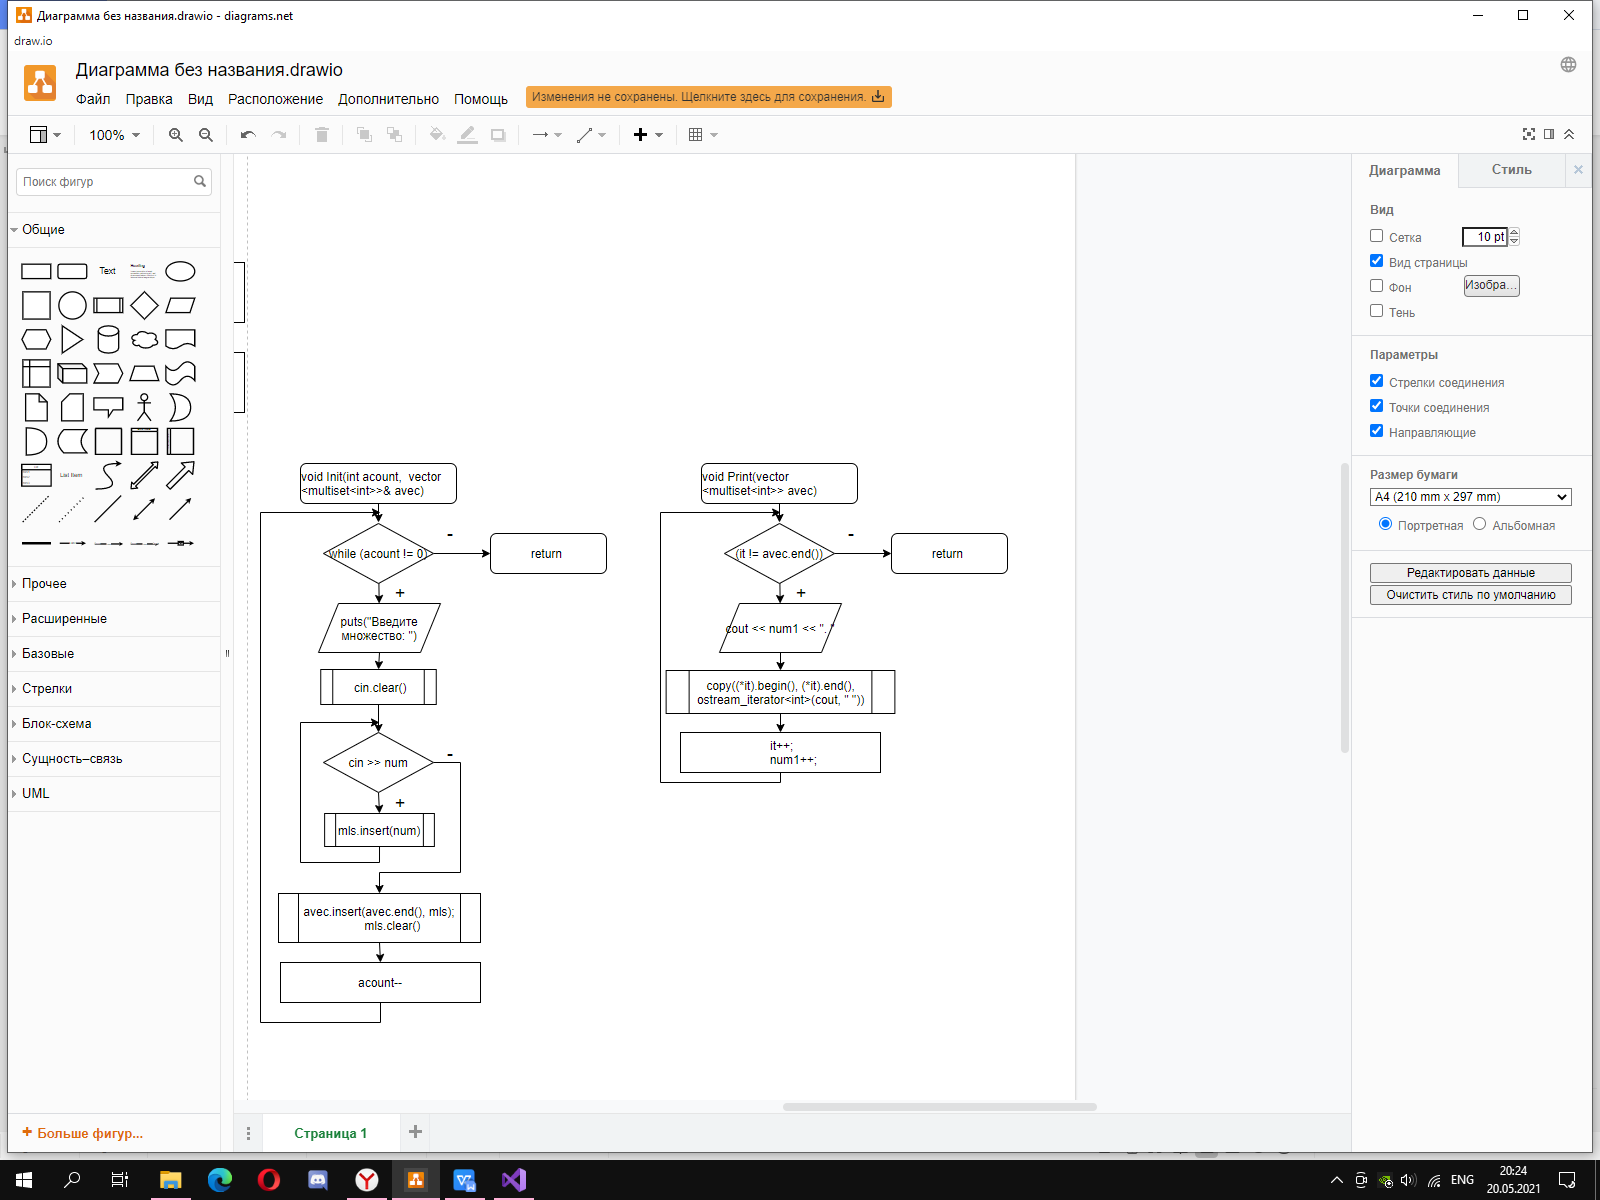 Диаграмма без названия.drawio - diagrams.net
draw.io
Диаграмма без названия.drawio
Файл Правка Вид Расположение Дополнительно Помощь
Изменения не сохранены. Щелкните здесь для сохранения.
100%
Поиск фигур
Общие
Text
List Item
Прочее
Расширенные
Базовые
Стрелки
Блок-схема
Сущность–связь
UML
+ Больше фигур...
void Init(int acount, vector
<multiset<int>>& avec)
while (acount != 0)
-
return
+
puts("Введите
множество: ")
cin.clear()
cin >> num
-
+
mls.insert(num)
avec.insert(avec.end(), mls);
mls.clear()
acount--
void Print(vector
<multiset<int>> avec)
(it != avec.end())
-
return
+
cout << num1 << ". "
copy((*it).begin(), (*it).end(),
ostream_iterator<int>(cout, " "))
it++;
num1++;
Страница 1
Диаграмма Стиль
Вид
Сетка 10 pt
Вид страницы
Фон Изобра...
Тень
Параметры
Стрелки соединения
Точки соединения
Направляющие
Размер бумаги
A4 (210 mm x 297 mm)
Портретная Альбомная
Редактировать данные
Очистить стиль по умолчанию
ENG
20:24
20.05.2021